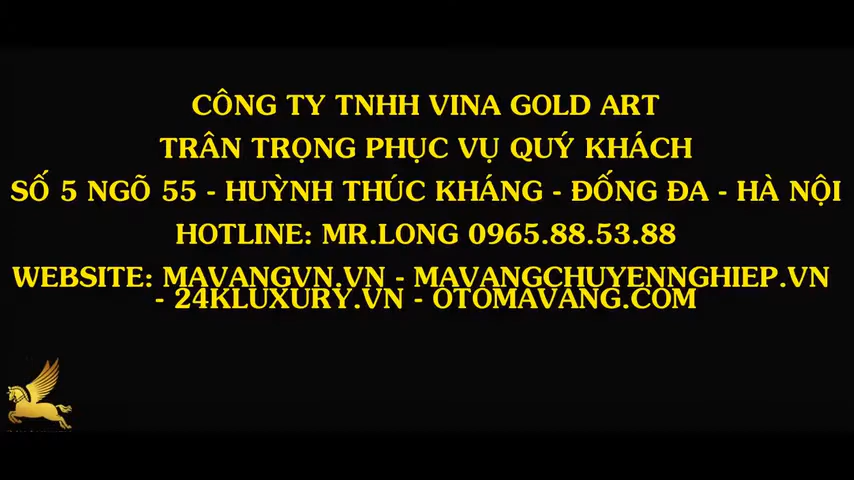 CÔNG TY TNHH VINA GOLD ART
TRÂN TRỌNG PHỤC VỤ QUÝ KHÁCH
SỐ 5 NGÕ 55 - HUỲNH THÚC KHÁNG - ĐỐNG ĐA - HÀ NỘI
HOTLINE: MR.LONG 0965.88.53.88
WEBSITE: MAVANGVN.VN - MAVANGCHUYENNGHIEP.VN
- 24KLUXURY.VN - OTOMAVANG.COM